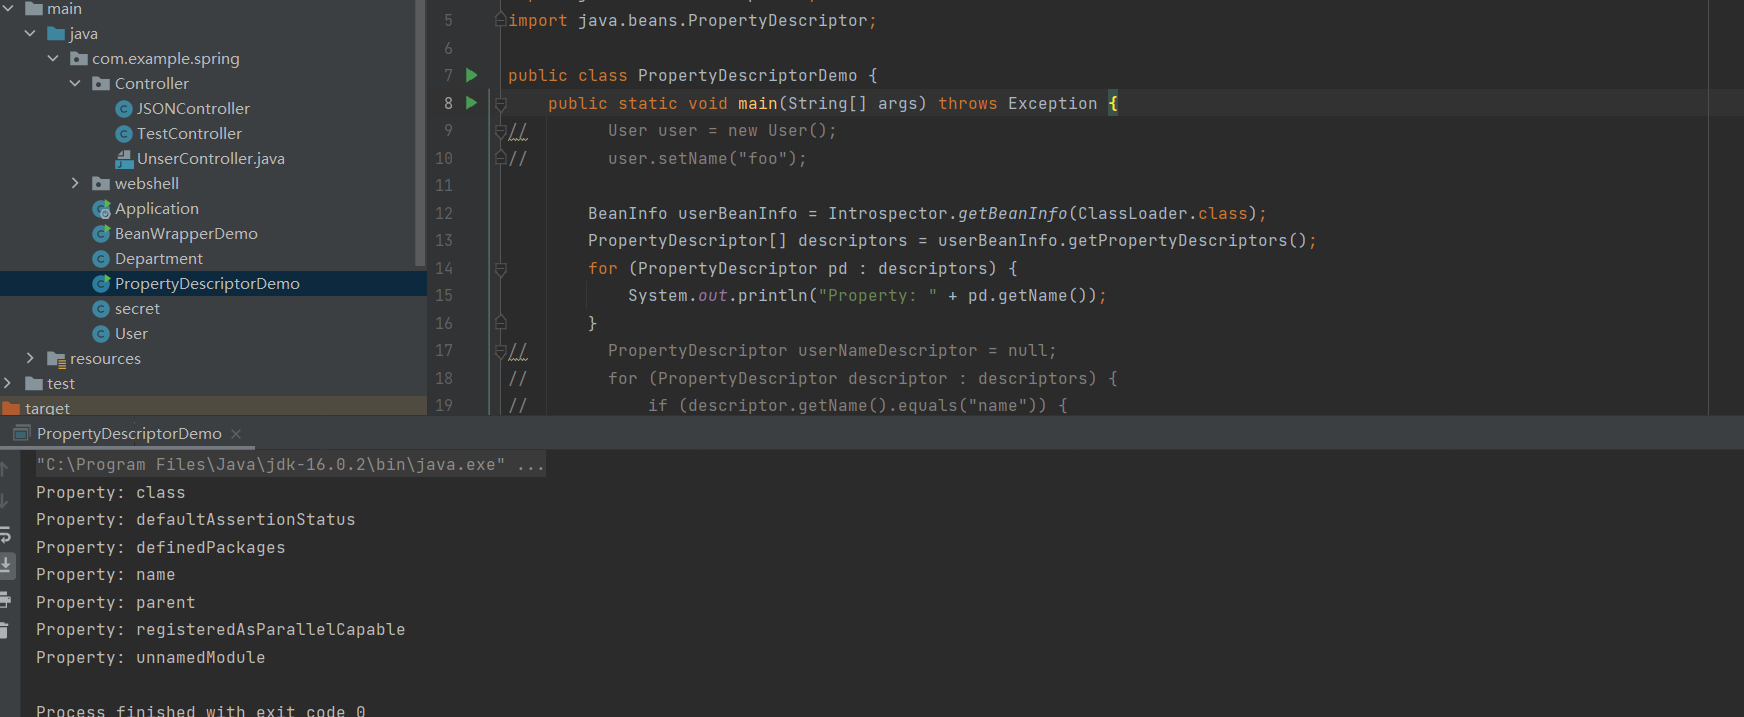 main
java
com.example.spring
Controller
JSONController
TestController
UnserController.java
webshell
Application
BeanWrapperDemo
Department
PropertyDescriptorDemo
secret
User
resources
test
target
5 import java.beans.PropertyDescriptor;
6
7 public class PropertyDescriptorDemo {
8 public static void main(String[] args) throws Exception {
9 // User user = new User();
10 // user.setName("foo");
11
12 BeanInfo userBeanInfo = Introspector.getBeanInfo(ClassLoader.class);
13 PropertyDescriptor[] descriptors = userBeanInfo.getPropertyDescriptors();
14 for (PropertyDescriptor pd : descriptors) {
15 System.out.println("Property: " + pd.getName());
16 }
17 // PropertyDescriptor userNameDescriptor = null;
18 // for (PropertyDescriptor descriptor : descriptors) {
19 // if (descriptor.getName().equals("name")) {
PropertyDescriptorDemo
"C:\Program Files\Java\jdk-16.0.2\bin\java.exe" ...
Property: class
Property: defaultAssertionStatus
Property: definedPackages
Property: name
Property: parent
Property: registeredAsParallelCapable
Property: unnamedModule
Process finished with exit code 0